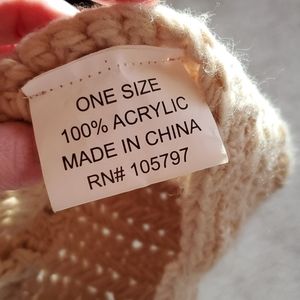 ONE SIZE
100% ACRYLIC
MADE IN CHINA
RN# 105797